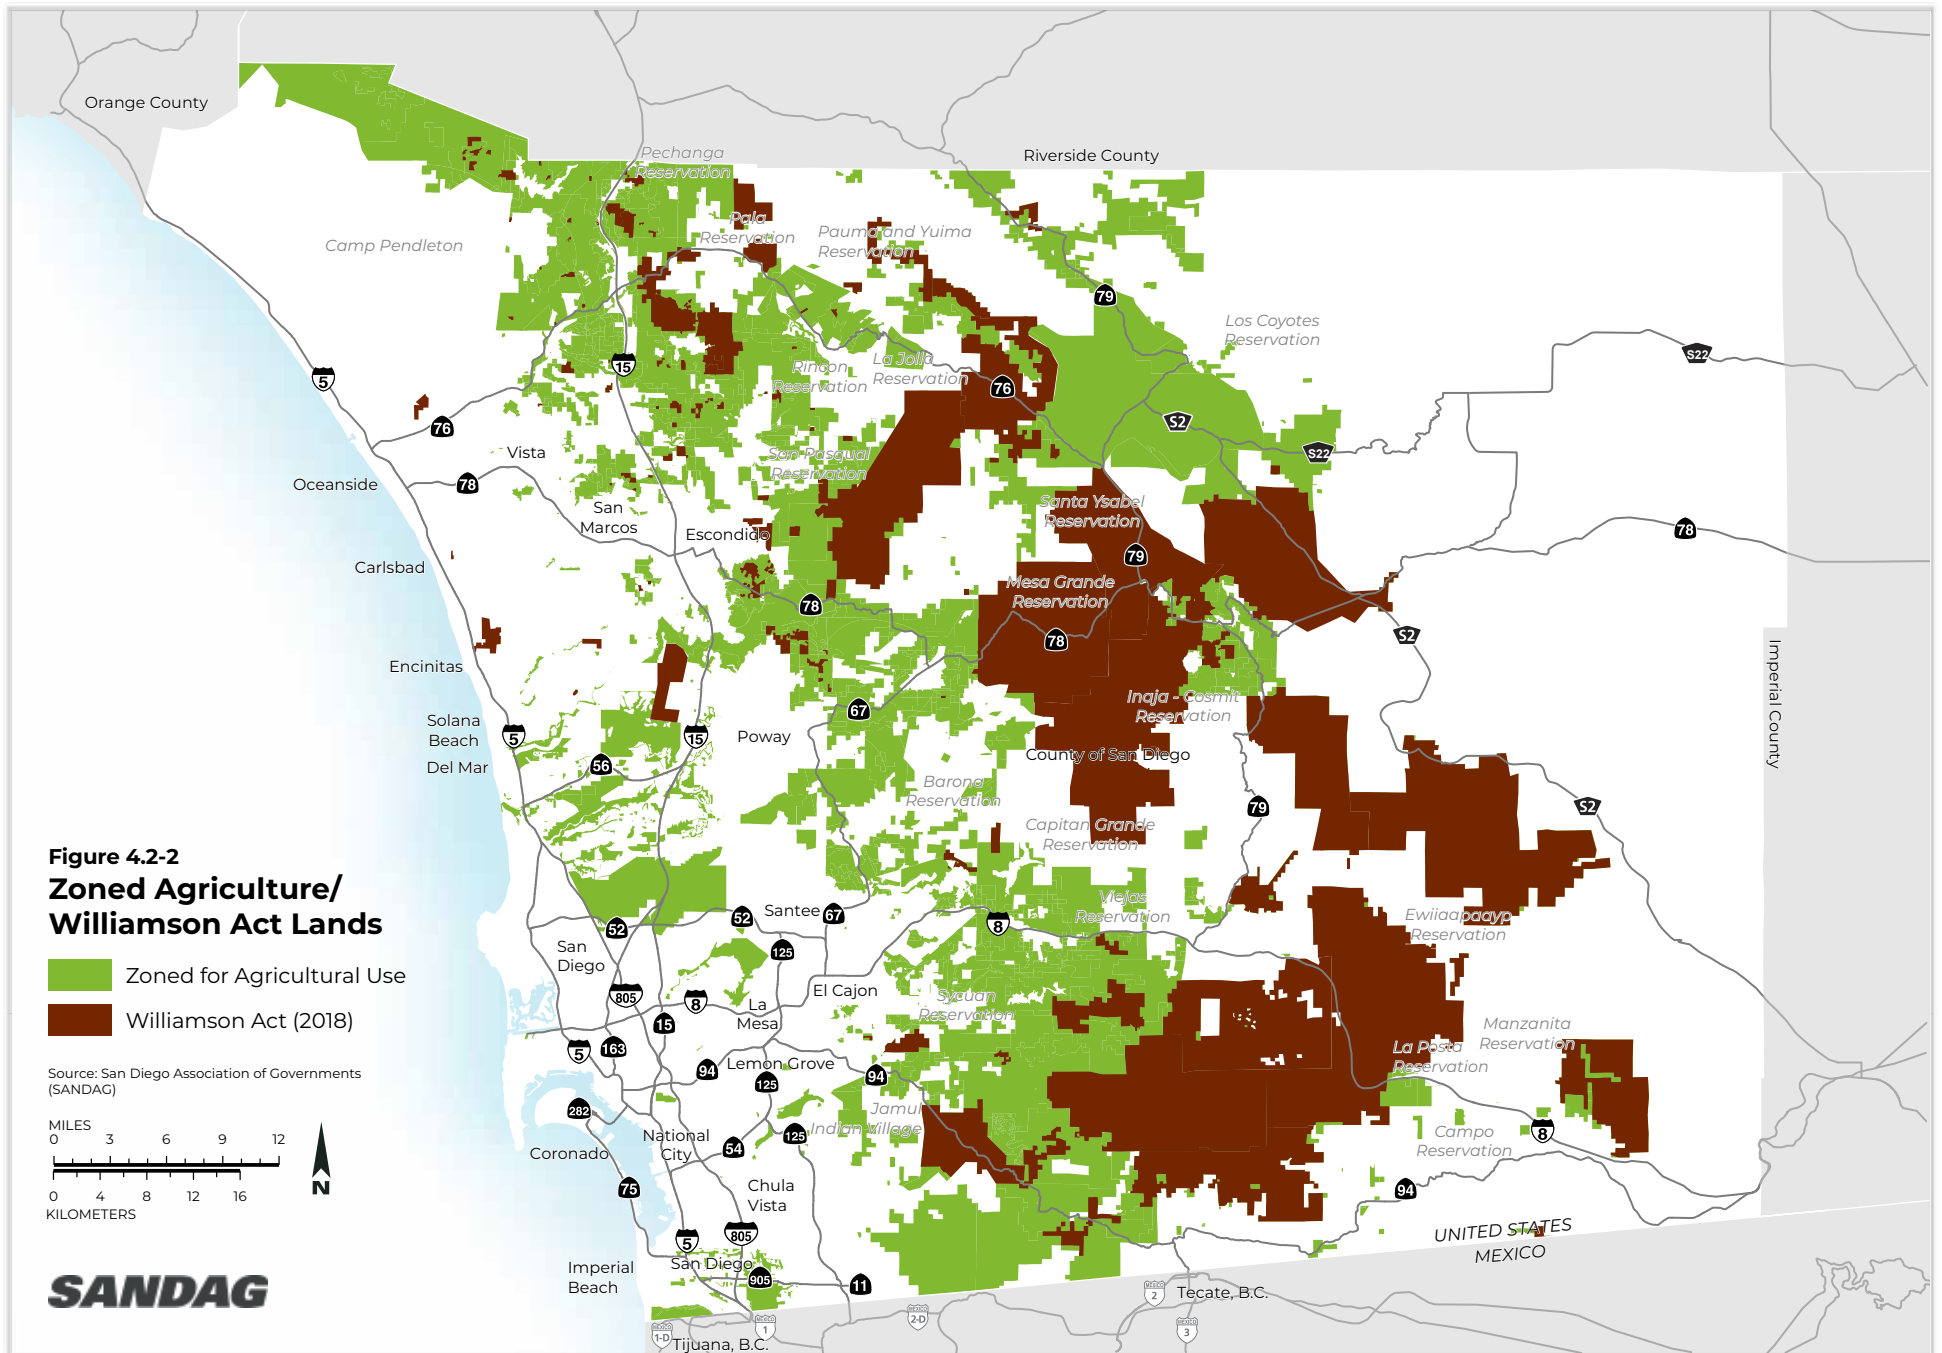 Orange County
Riverside County
Pechanga
Reservation
Camp Pendleton
Pala
Reservation
Pauma and Yuima
Reservation
79
Los Coyotes
Reservation
S22
5
15
Rincon
Reservation
La Jolla
Reservation
76
76
S2
S22
Vista
Oceanside
78
San Pasqual
Reservation
San
Marcos
Escondido
Santa Ysabel
Reservation
79
78
Carlsbad
Mesa Grande
Reservation
78
78
S2
Encinitas
Imperial County
Inaja - Cosmit
Reservation
67
Solana
Beach
5
15
Poway
Del Mar
56
County of San Diego
Barona
Reservation
79
S2
Capitan Grande
Reservation
Figure 4.2-2
Zoned Agriculture/
Williamson Act Lands
Zoned for Agricultural Use
Williamson Act (2018)
Source: San Diego Association of Governments
(SANDAG)
MILES
0 3 6 9 12
0 4 8 12 16
KILOMETERS
N
SANDAG
Viejas
Reservation
Ewiiaapaayp
Reservation
52
52
Santee
67
8
San
Diego
125
805
8
La
Mesa
El Cajon
Sycuan
Reservation
15
5
163
94
Lemon Grove
125
94
Manzanita
Reservation
La Posta
Reservation
282
Jamul
Indian Village
National
City
54
125
Coronado
8
Campo
Reservation
75
Chula
Vista
94
5
805
San Diego
905
11
Imperial
Beach
UNITED STATES
MEXICO
MEXICO
2
Tecate, B.C.
MEXICO
2-D
MEXICO
3
MEXICO
1-D
MEXICO
1
Tijuana, B.C.